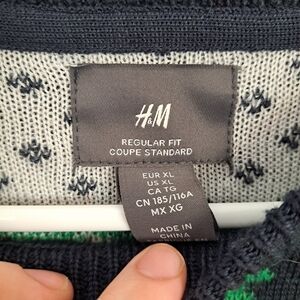 H&M
REGULAR FIT
COUPE STANDARD
EUR XL
US XL
CA TG
CN 185/116A
MX XG
MADE IN
CHINA